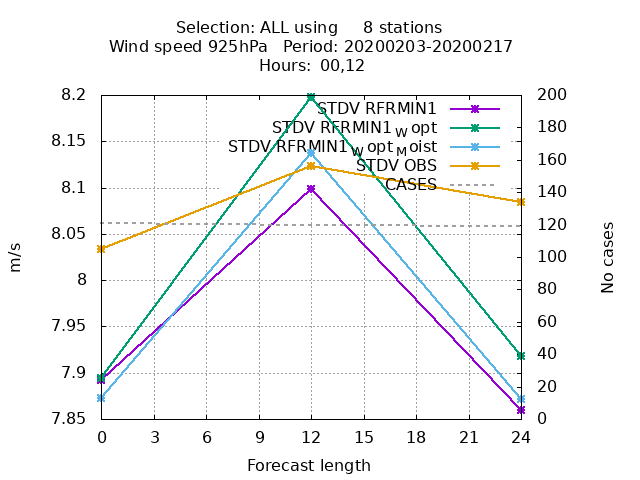 Selection: ALL using     8 stations
Wind speed 925hPa   Period: 20200203-20200217
Hours: 00,12
STDV RFRMIN1
STDV RFRMIN1 W opt
STDV RFRMIN1 W opt M oist
STDV OBS
CASES
8.2
8.15
8.1
8.05
8
7.95
7.9
7.85
m/s
200
180
160
140
120
100
80
60
40
20
0
No cases
0 3 6 9 12 15 18 21 24
Forecast length